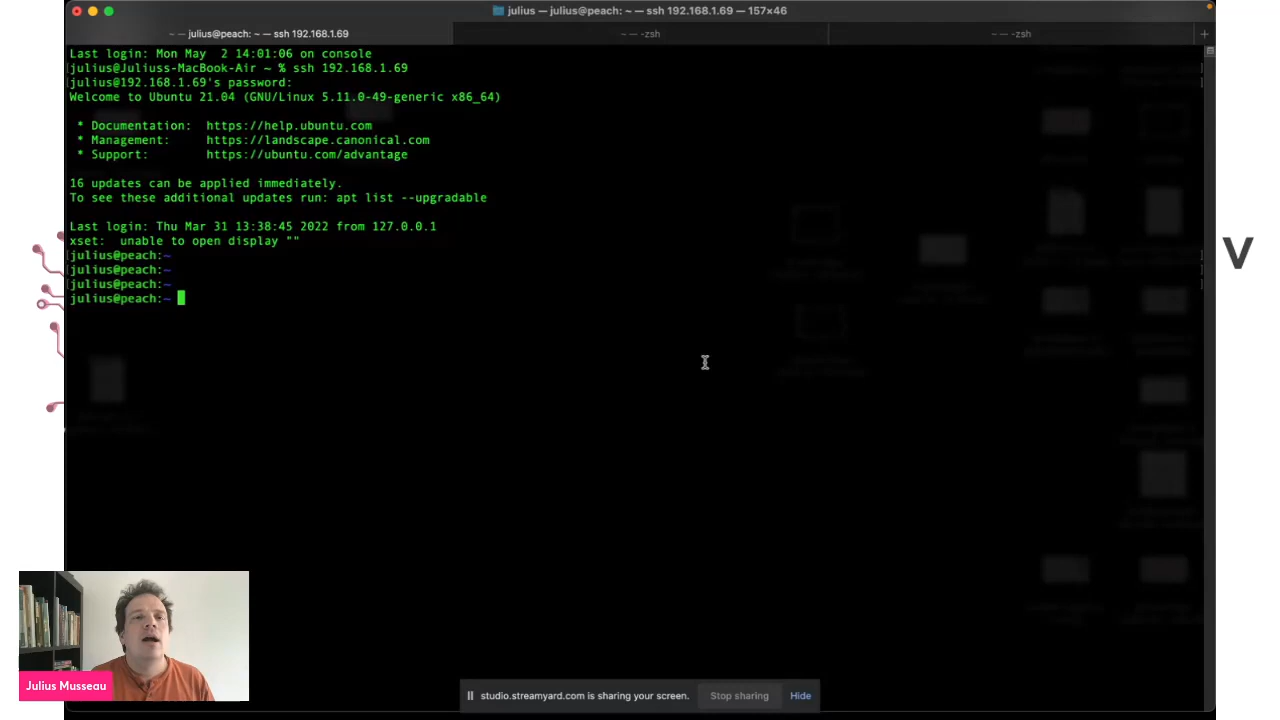 julius — julius@peach: ~ — ssh 192.168.1.69 — 157×46
~ — julius@peach: ~ — ssh 192.168.1.69
~ — -zsh
~ — -zsh
+
Last login: Mon May  2 14:01:06 on console
[julius@Juliuss-MacBook-Air ~ % ssh 192.168.1.69
[julius@192.168.1.69's password:
Welcome to Ubuntu 21.04 (GNU/Linux 5.11.0-49-generic x86_64)
* Documentation:  https://help.ubuntu.com
* Management:     https://landscape.canonical.com
* Support:        https://ubuntu.com/advantage
16 updates can be applied immediately.
To see these additional updates run: apt list --upgradable
Last login: Thu Mar 31 13:38:45 2022 from 127.0.0.1
xset:  unable to open display ""
[julius@peach:~
[julius@peach:~
[julius@peach:~
julius@peach:~
V
Julius Musseau
studio.streamyard.com is sharing your screen.
Stop sharing
Hide